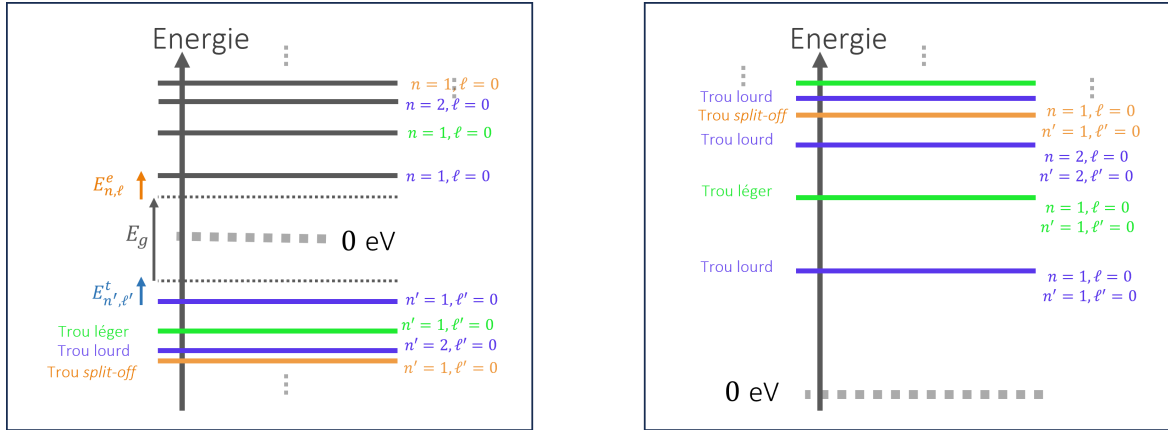 Energie
n = 1, ℓ = 0
n = 2, ℓ = 0
n = 1, ℓ = 0
n = 1, ℓ = 0
E^e_{n,ℓ}
E_g
0 eV
E^t_{n',ℓ'}
n' = 1, ℓ' = 0
Trou léger
n' = 1, ℓ' = 0
Trou lourd
n' = 2, ℓ' = 0
Trou split-off
n' = 1, ℓ' = 0
Energie
Trou lourd
Trou split-off
n = 1, ℓ = 0
n' = 1, ℓ' = 0
Trou lourd
n = 2, ℓ = 0
n' = 2, ℓ' = 0
Trou léger
n = 1, ℓ = 0
n' = 1, ℓ' = 0
Trou lourd
n = 1, ℓ = 0
n' = 1, ℓ' = 0
0 eV